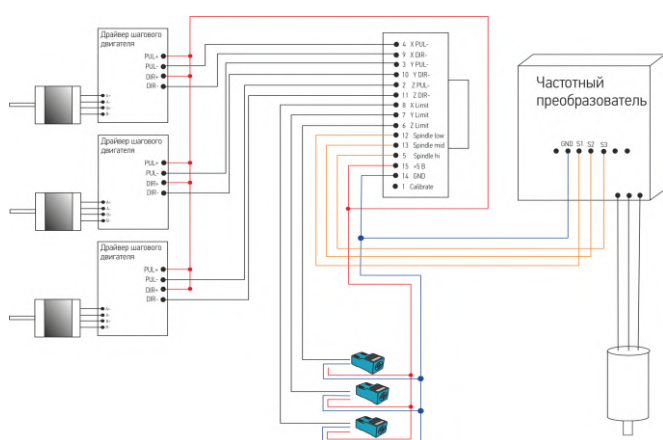 Драйвер шагового
двигателя
PUL+
PUL-
DIR+
DIR-
A+
A-
B+
B-
Драйвер шагового
двигателя
PUL+
PUL-
DIR+
DIR-
Драйвер шагового
двигателя
PUL+
PUL-
DIR+
DIR-
4 X PUL-
9 X DIR-
3 Y PUL-
10 Y DIR-
2 Z PUL-
11 Z DIR-
8 X Limit
7 Y Limit
6 Z Limit
12 Spindle low
13 Spindle mid
5 Spindle hi
15 +5 В
14 GND
1 Calibrate
Частотный
преобразователь
GND S1 S2 S3